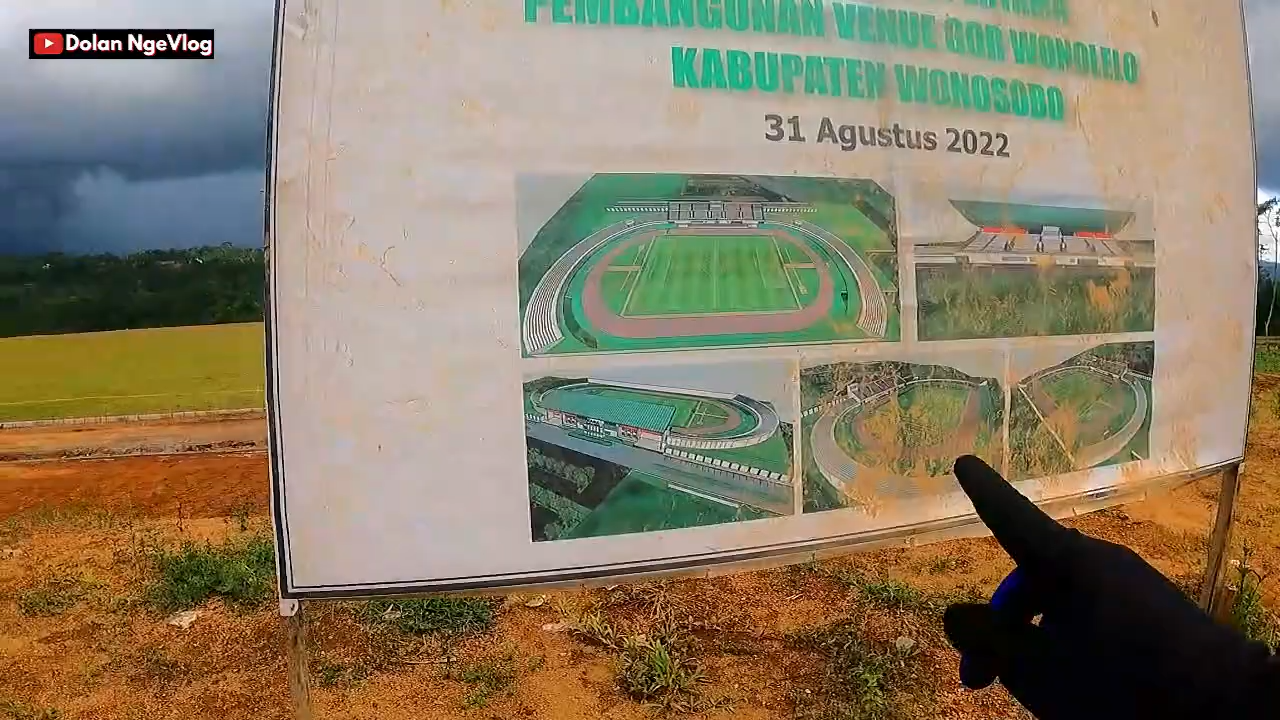 Dolan NgeVlog
PEMBANGUNAN VENUE GOR WONOLELO
KABUPATEN WONOSOBO
31 Agustus 2022